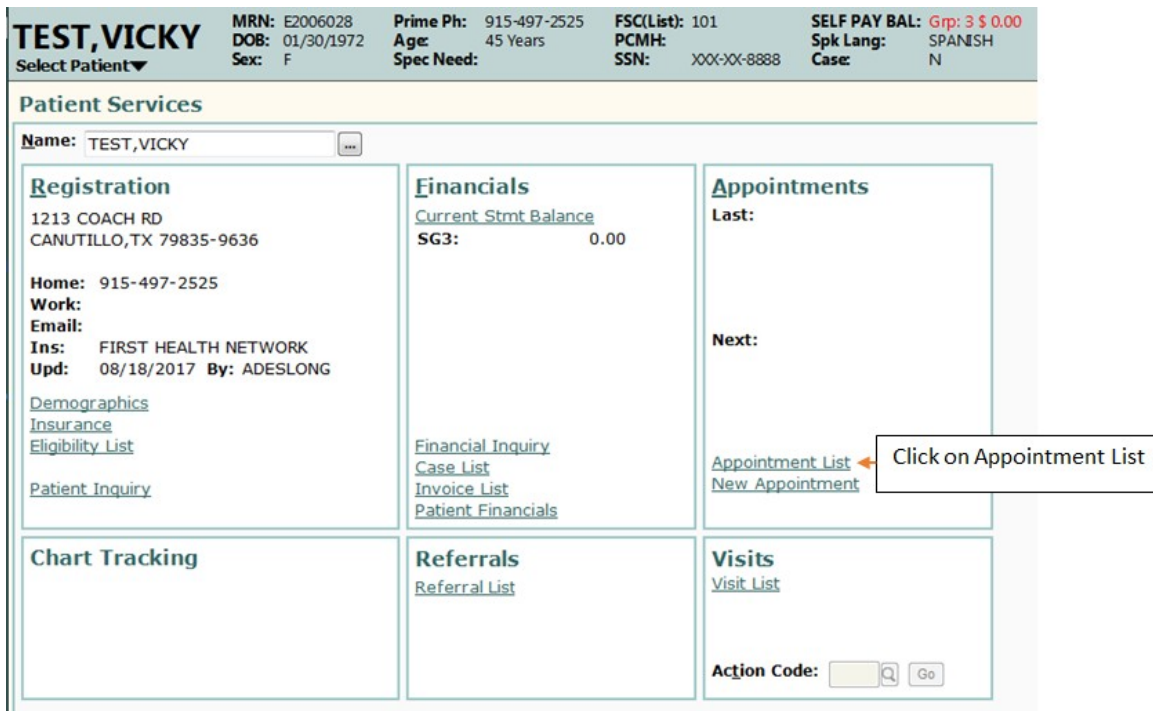 TEST,VICKY
Select Patient▼
MRN: E2006028
DOB: 01/30/1972
Sex: F
Prime Ph: 915-497-2525
Age: 45 Years
Spec Need:
FSC(List): 101
PCMH:
SSN: XXX-XX-8888
SELF PAY BAL: Grp: 3 $ 0.00
Spk Lang: SPANISH
Case: N
Patient Services
Name: TEST,VICKY ...
Registration
1213 COACH RD
CANUTILLO,TX 79835-9636
Home: 915-497-2525
Work:
Email:
Ins: FIRST HEALTH NETWORK
Upd: 08/18/2017 By: ADESLONG
Demographics
Insurance
Eligibility List
Patient Inquiry
Financials
Current Stmt Balance
SG3: 0.00
Financial Inquiry
Case List
Invoice List
Patient Financials
Appointments
Last:
Next:
Appointment List
New Appointment
Click on Appointment List
Chart Tracking
Referrals
Referral List
Visits
Visit List
Action Code: Go